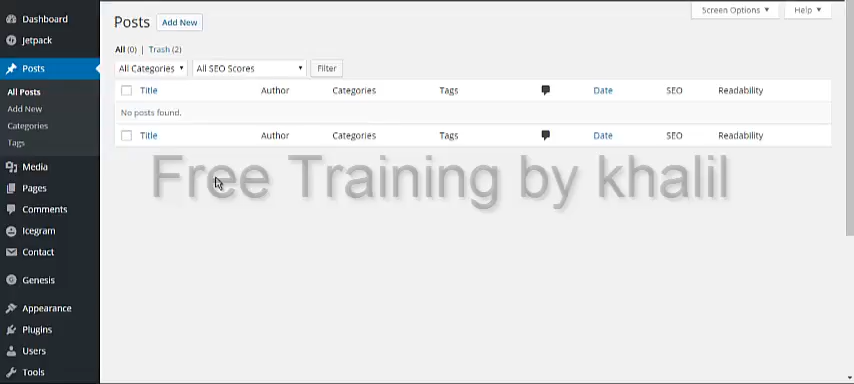 Dashboard
Jetpack
Posts
All Posts
Add New
Categories
Tags
Media
Pages
Comments
Icegram
Contact
Genesis
Appearance
Plugins
Users
Tools
Screen Options Help
Posts Add New
All (0) | Trash (2)
All Categories All SEO Scores Filter
Title Author Categories Tags Date SEO Readability
No posts found.
Title Author Categories Tags Date SEO Readability
Free Training by khalil